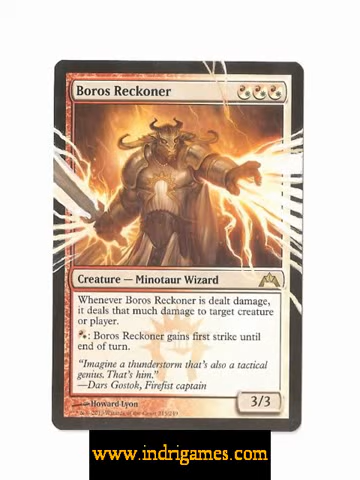 Boros Reckoner
Creature — Minotaur Wizard
Whenever Boros Reckoner is dealt damage,
it deals that much damage to target creature
or player.
: Boros Reckoner gains first strike until
end of turn.
"Imagine a thunderstorm that's also a tactical
genius. That's him."
—Dars Gostok, Firefist captain
Howard Lyon
3/3
www.indrigames.com